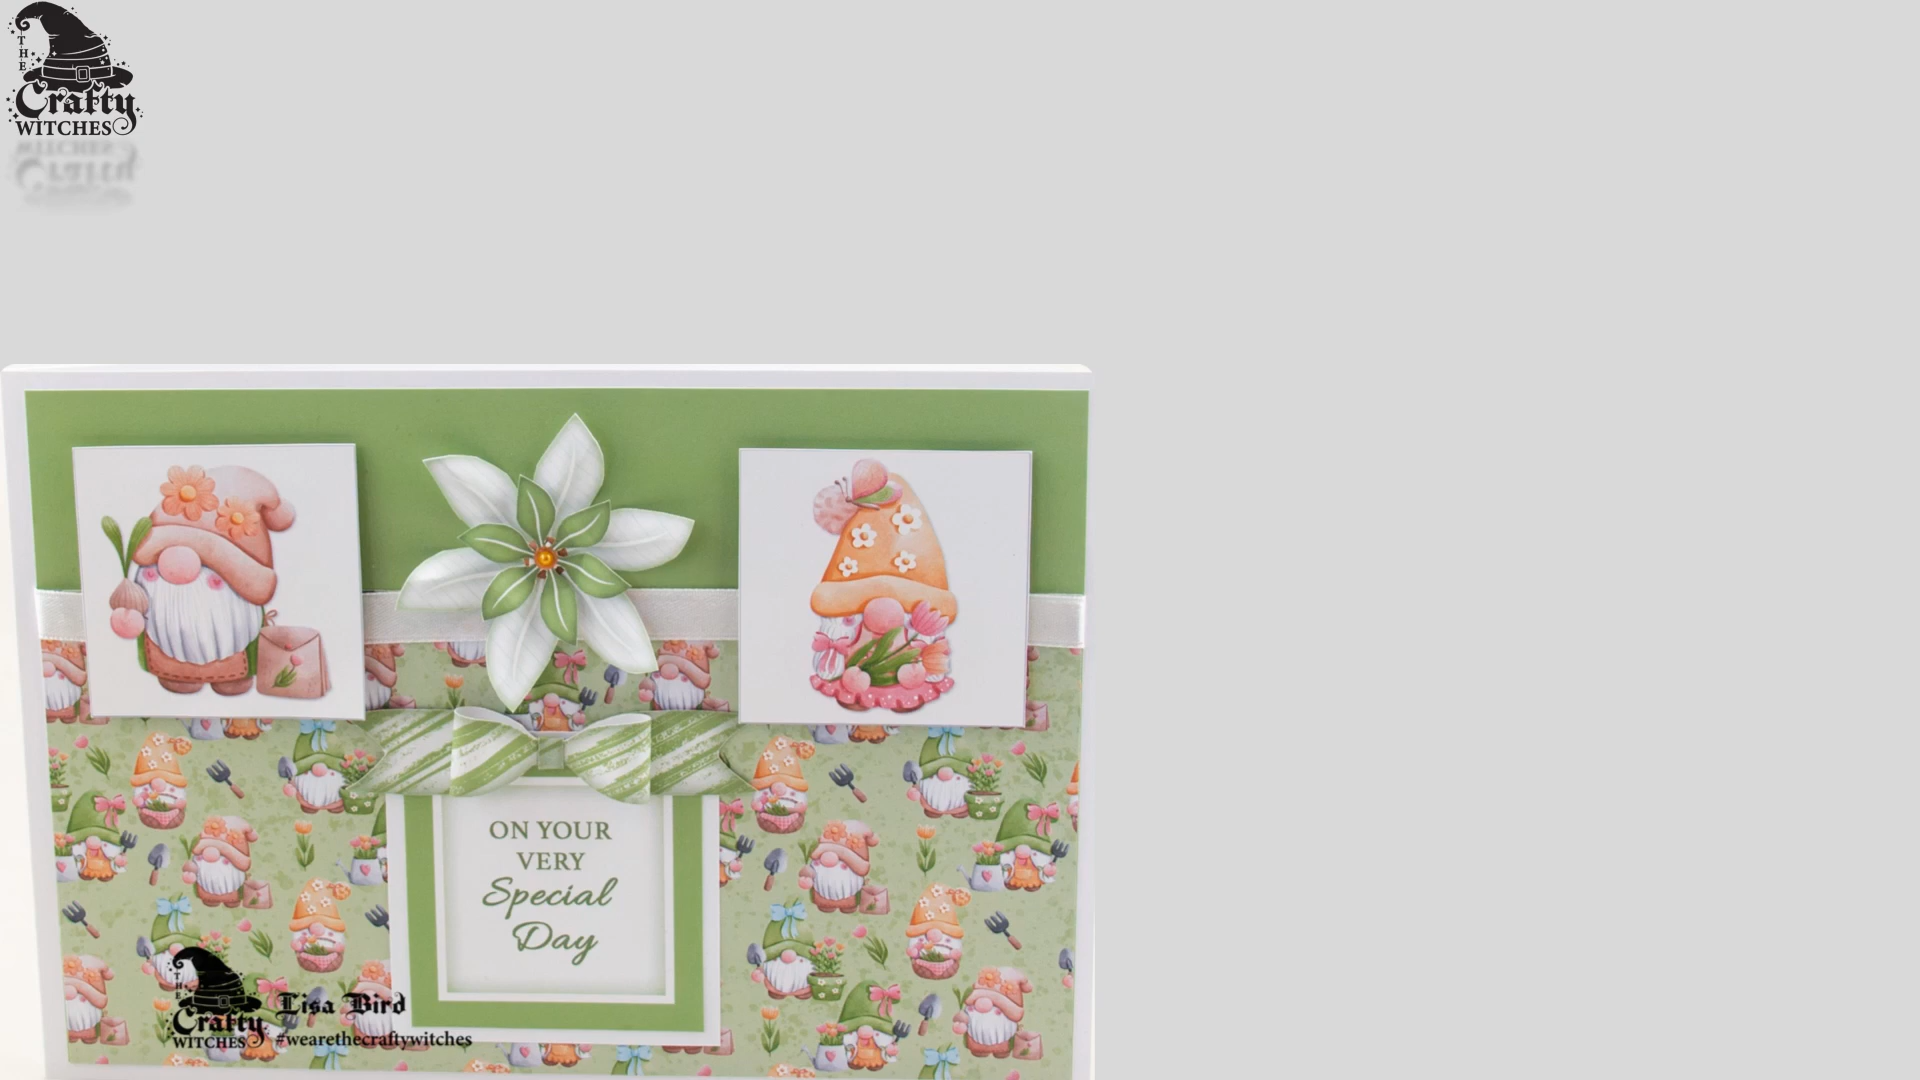 THE
Crafty
WITCHES
ON YOUR
VERY
Special
Day
THE
Crafty
WITCHES
Lisa Bird
#wearethecraftywitches